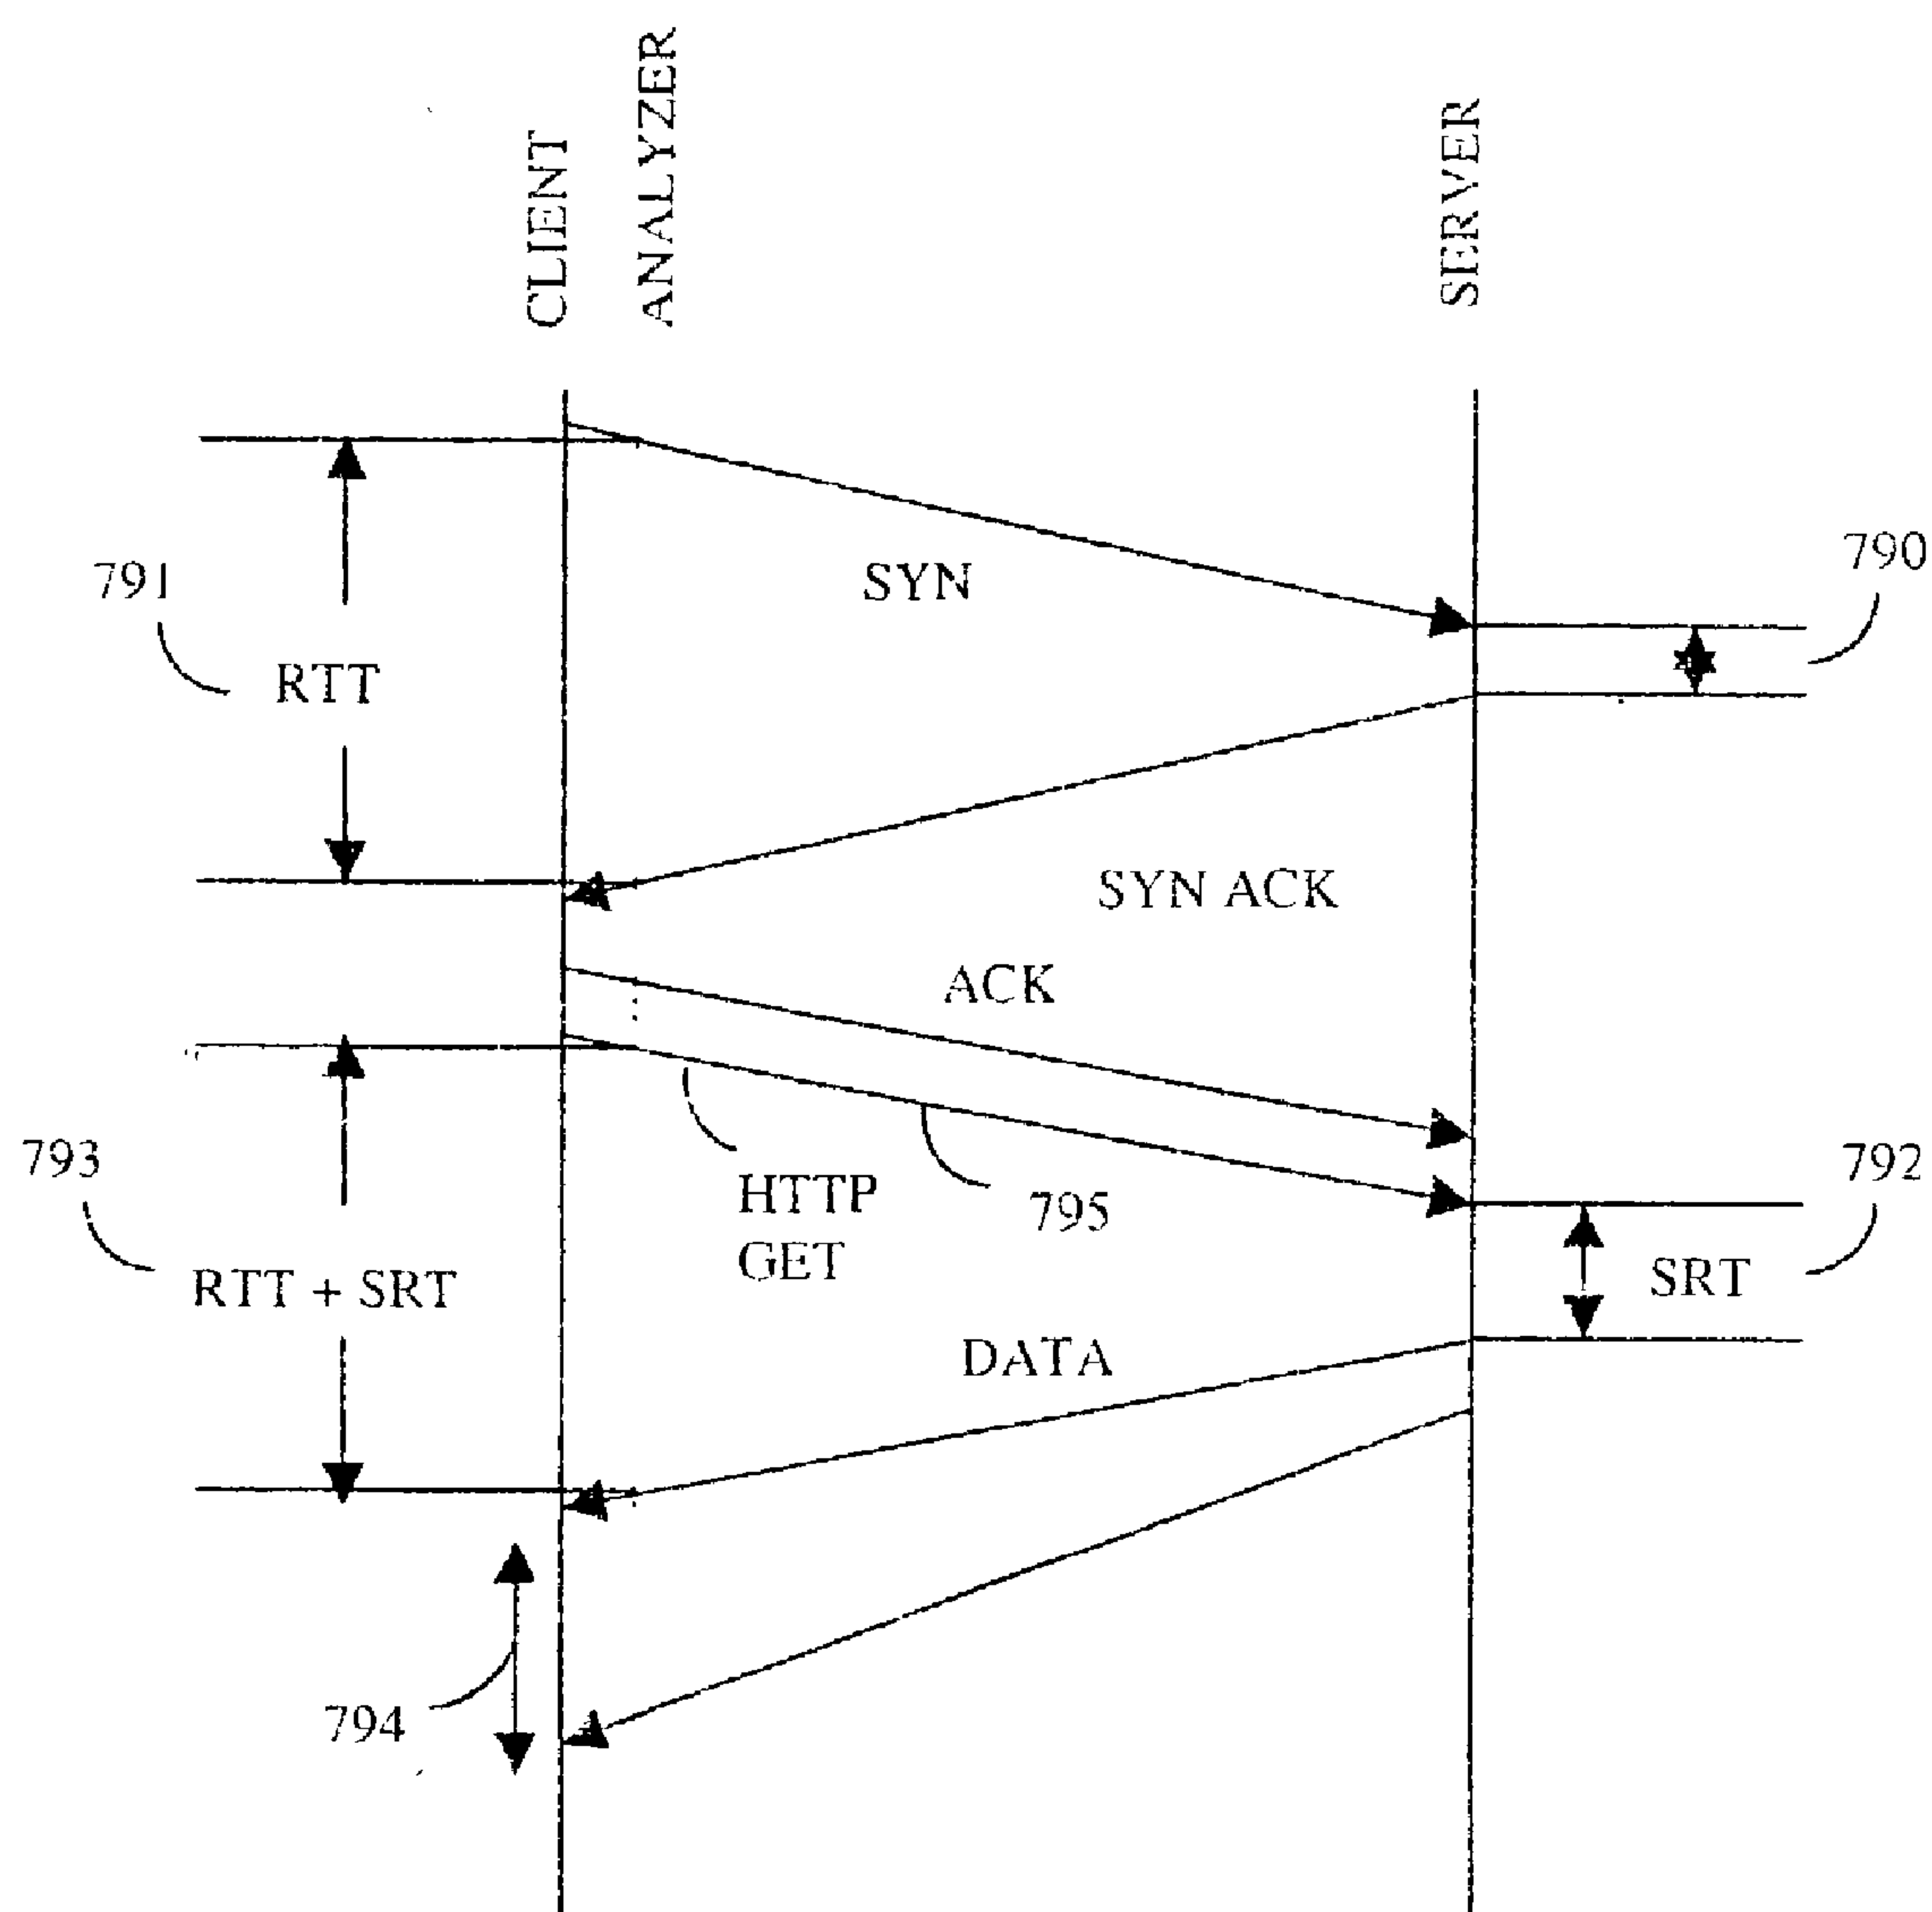 CLIENT
ANALYZER
SERVER
790
791
SYN
RTT
SYN ACK
ACK
793
792
HTTP
GET
795
RTT + SRT
SRT
DATA
794